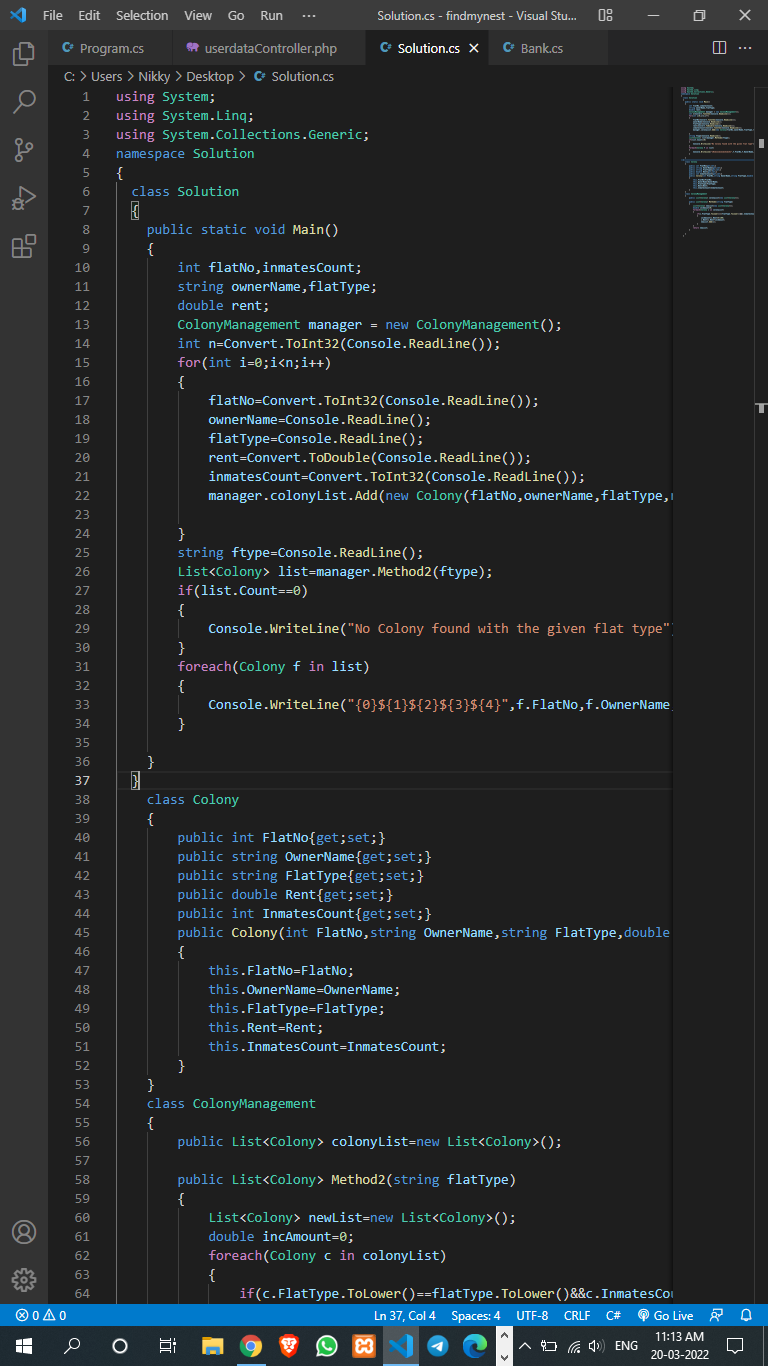 File Edit Selection View Go Run ··· Solution.cs - findmynest - Visual Stu...
Program.cs userdataController.php Solution.cs Bank.cs
C: > Users > Nikky > Desktop > Solution.cs
1 using System;
2 using System.Linq;
3 using System.Collections.Generic;
4 namespace Solution
5 {
6 class Solution
7 {
8 public static void Main()
9 {
10 int flatNo,inmatesCount;
11 string ownerName,flatType;
12 double rent;
13 ColonyManagement manager = new ColonyManagement();
14 int n=Convert.ToInt32(Console.ReadLine());
15 for(int i=0;i<n;i++)
16 {
17 flatNo=Convert.ToInt32(Console.ReadLine());
18 ownerName=Console.ReadLine();
19 flatType=Console.ReadLine();
20 rent=Convert.ToDouble(Console.ReadLine());
21 inmatesCount=Convert.ToInt32(Console.ReadLine());
22 manager.colonyList.Add(new Colony(flatNo,ownerName,flatType,
23
24 }
25 string ftype=Console.ReadLine();
26 List<Colony> list=manager.Method2(ftype);
27 if(list.Count==0)
28 {
29 Console.WriteLine("No Colony found with the given flat type"
30 }
31 foreach(Colony f in list)
32 {
33 Console.WriteLine("{0}${1}${2}${3}${4}",f.FlatNo,f.OwnerName
34 }
35
36 }
37 }
38 class Colony
39 {
40 public int FlatNo{get;set;}
41 public string OwnerName{get;set;}
42 public string FlatType{get;set;}
43 public double Rent{get;set;}
44 public int InmatesCount{get;set;}
45 public Colony(int FlatNo,string OwnerName,string FlatType,double
46 {
47 this.FlatNo=FlatNo;
48 this.OwnerName=OwnerName;
49 this.FlatType=FlatType;
50 this.Rent=Rent;
51 this.InmatesCount=InmatesCount;
52 }
53 }
54 class ColonyManagement
55 {
56 public List<Colony> colonyList=new List<Colony>();
57
58 public List<Colony> Method2(string flatType)
59 {
60 List<Colony> newList=new List<Colony>();
61 double incAmount=0;
62 foreach(Colony c in colonyList)
63 {
64 if(c.FlatType.ToLower()==flatType.ToLower()&&c.InmatesCou
0 0 Ln 37, Col 4 Spaces: 4 UTF-8 CRLF C# Go Live
ENG 11:13 AM
20-03-2022